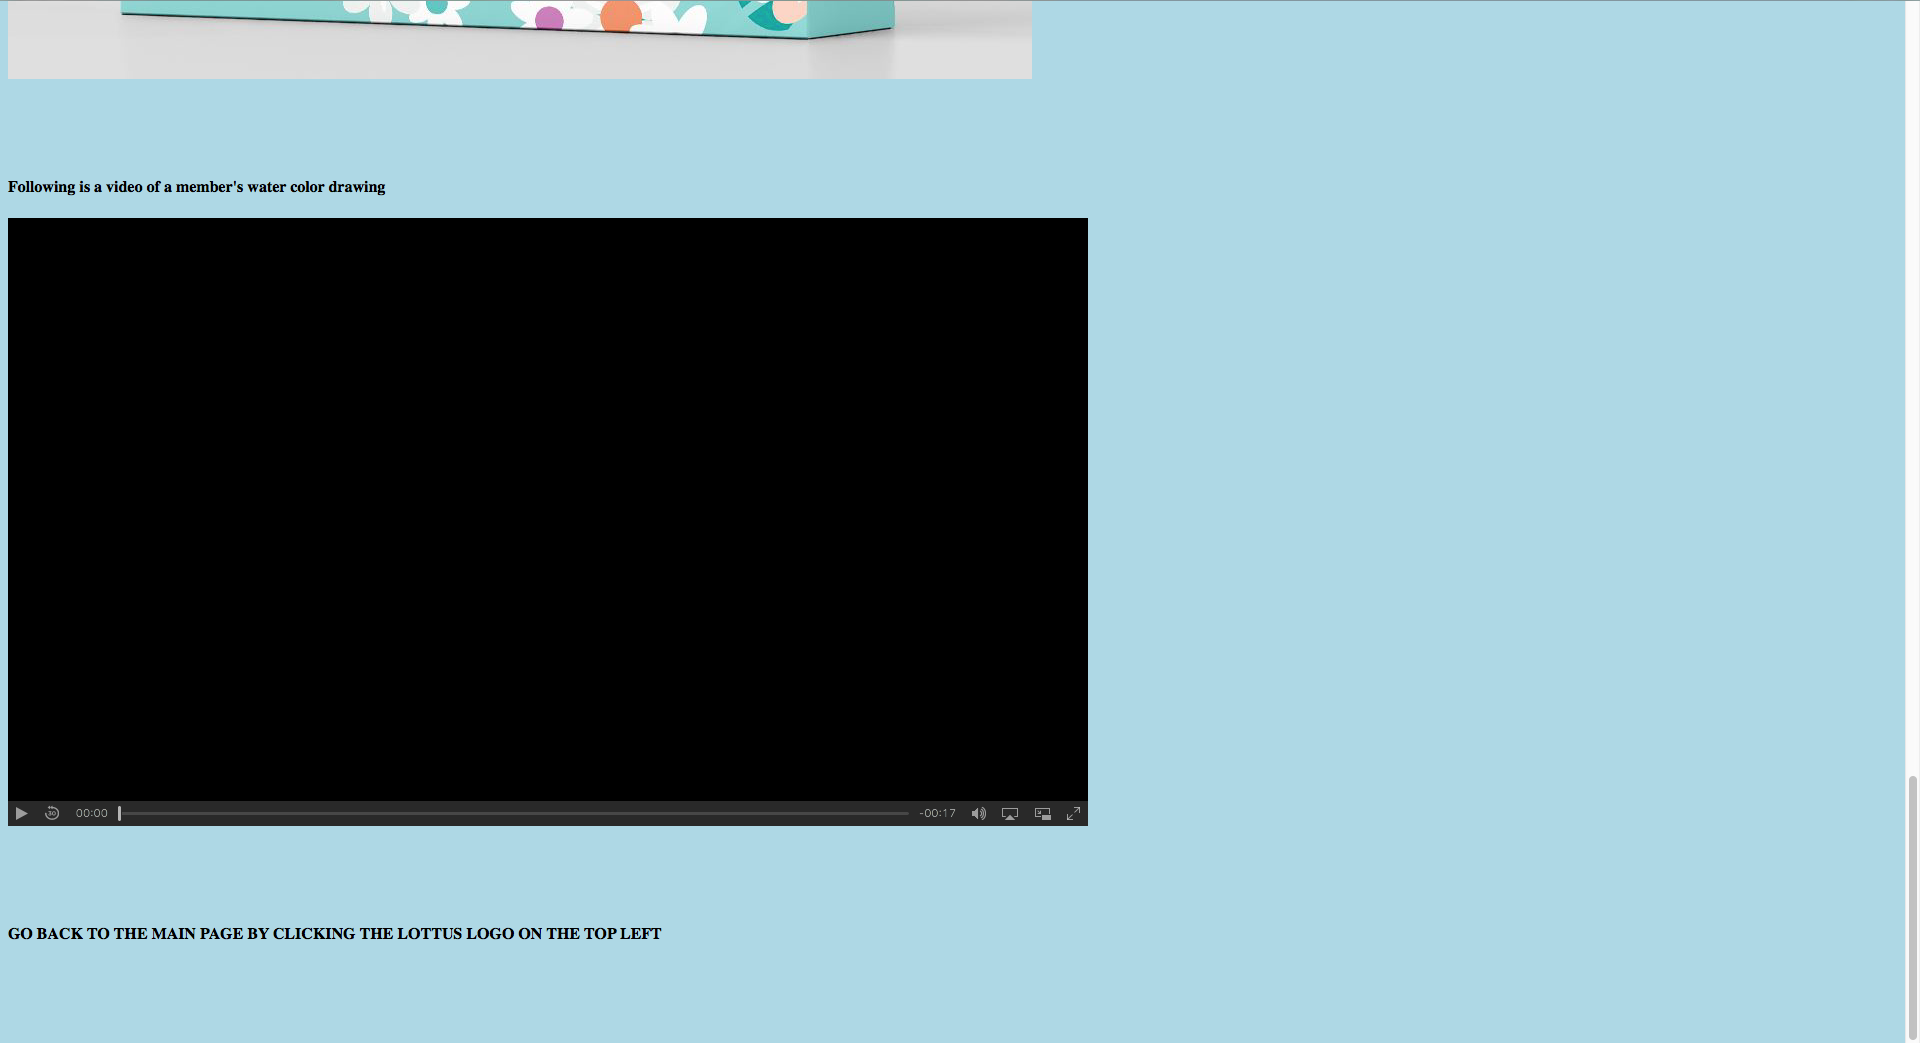 Following is a video of a member's water color drawing
30
00:00
-00:17
GO BACK TO THE MAIN PAGE BY CLICKING THE LOTTUS LOGO ON THE TOP LEFT